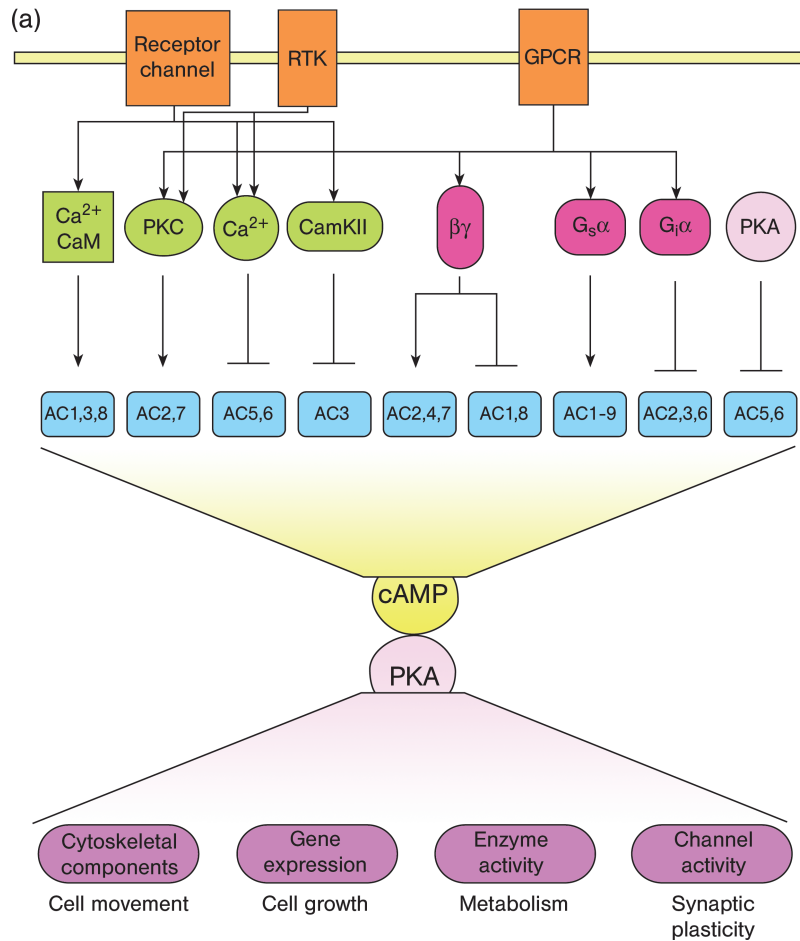 (a)
Receptor
channel
RTK
GPCR
Ca²⁺
CaM
PKC
Ca²⁺
CamKII
βγ
Gₛα
Gᵢα
PKA
AC1,3,8
AC2,7
AC5,6
AC3
AC2,4,7
AC1,8
AC1-9
AC2,3,6
AC5,6
cAMP
PKA
Cytoskeletal
components
Cell movement
Gene
expression
Cell growth
Enzyme
activity
Metabolism
Channel
activity
Synaptic
plasticity